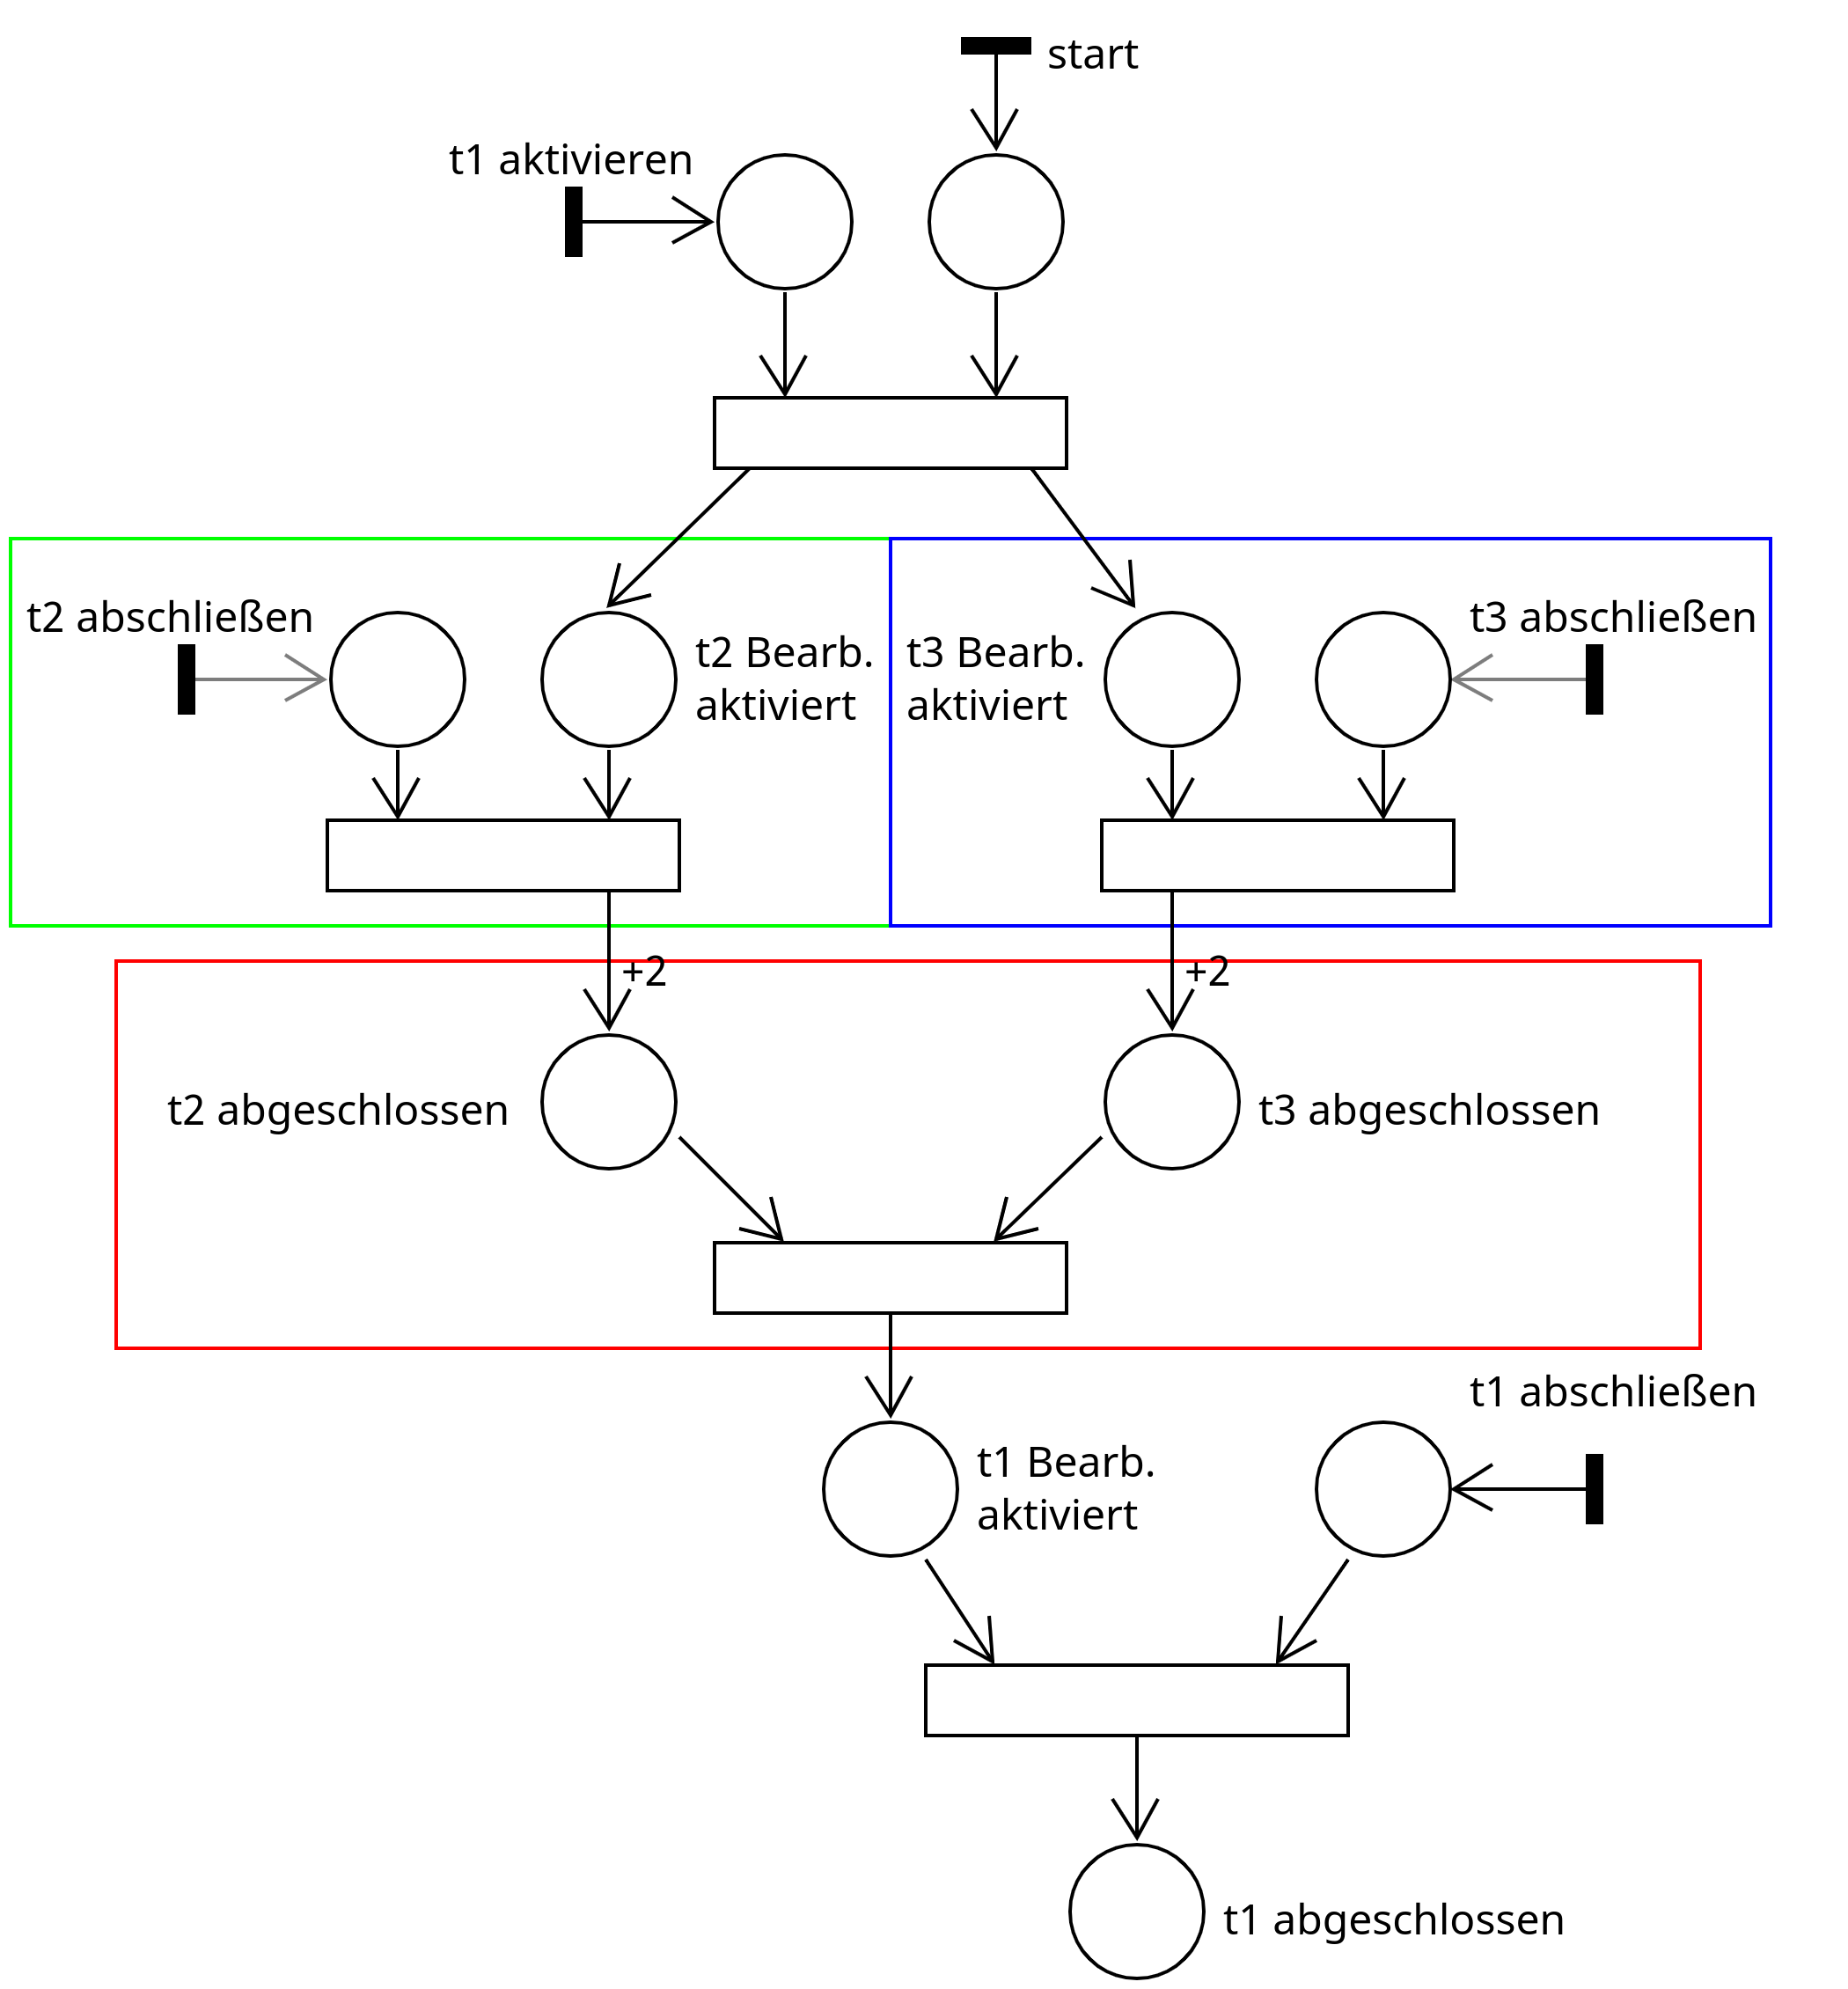 start
t1 aktivieren
t2 abschließen
t2 Bearb.
aktiviert
t3 Bearb.
aktiviert
t3 abschließen
+2
+2
t2 abgeschlossen
t3 abgeschlossen
t1 abschließen
t1 Bearb.
aktiviert
t1 abgeschlossen